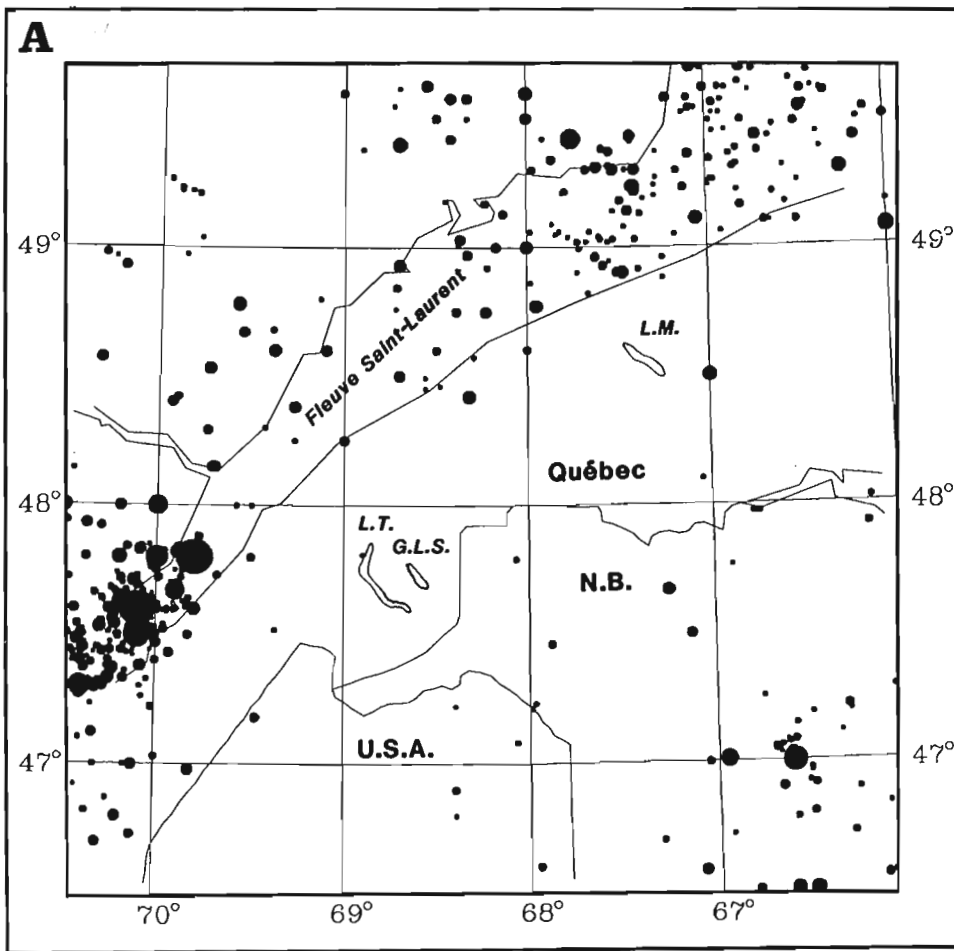 A
49° 49°
Fleuve Saint-Laurent
L.M.
Québec
48° 48°
L.T.
G.L.S.
N.B.
U.S.A.
47° 47°
70° 69° 68° 67°